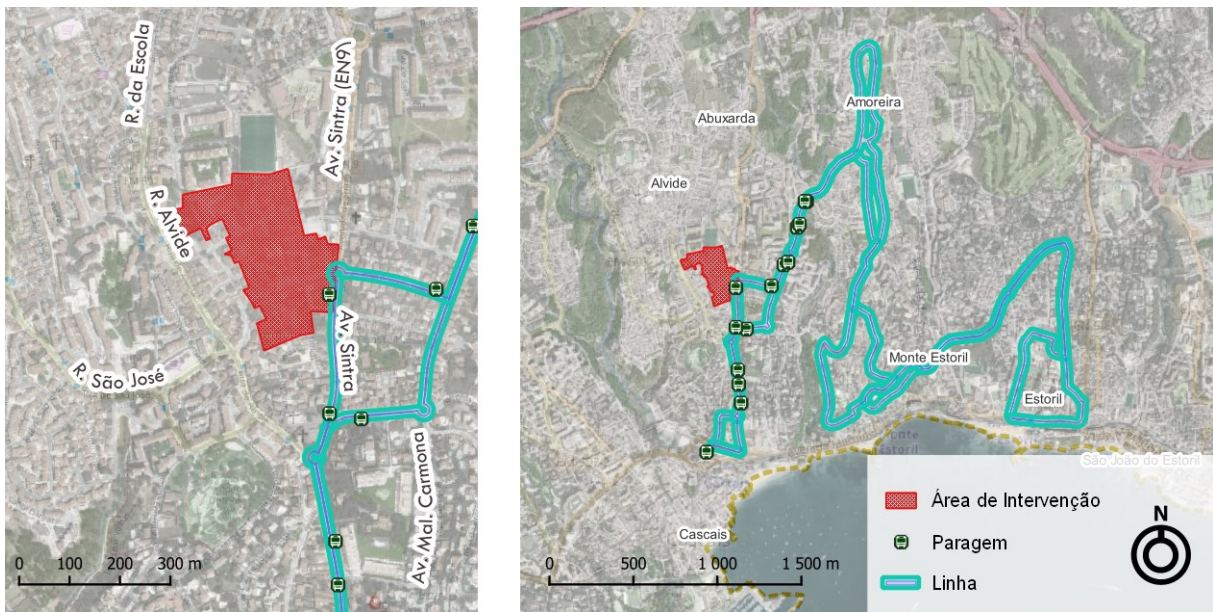 R. da Escola
Av. Sintra (EN9)
R. Alvide
Av. Sintra
R. São José
Av. Mal. Carmona
0 100 200 300 m
Amoreira
Abuxarda
Alvide
Monte Estoril
Estoril
São João do Estoril
Cascais
0 500 1 000 1 500 m
Área de Intervenção
Paragem
Linha
N